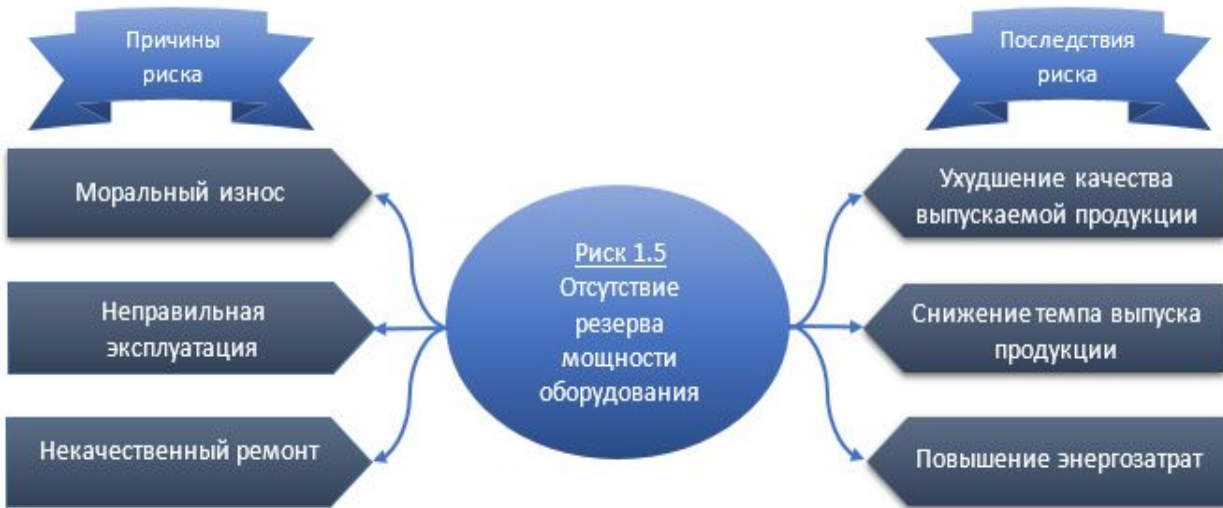 Причины
риска
Моральный износ
Неправильная
эксплуатация
Некачественный ремонт
Риск 1.5
Отсутствие
резерва
мощности
оборудования
Последствия
риска
Ухудшение качества
выпускаемой продукции
Снижение темпа выпуска
продукции
Повышение энергозатрат